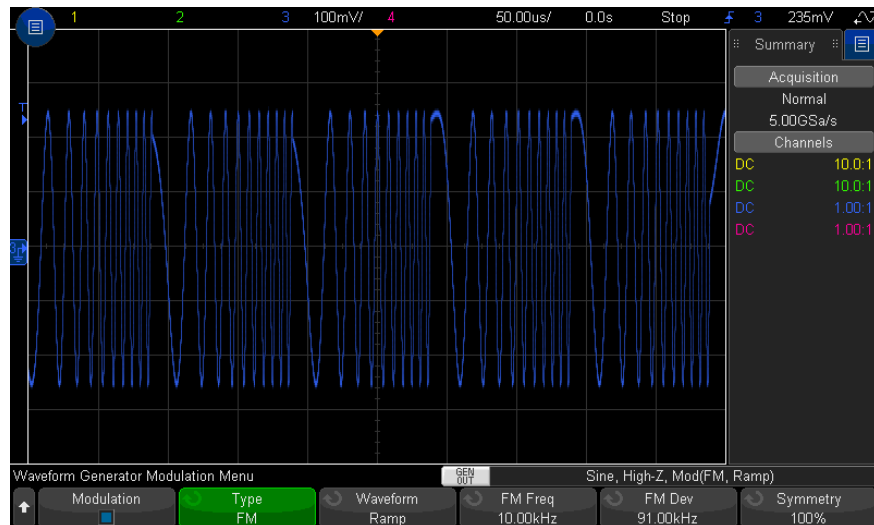 1 2 3 100mV/ 4 50.00us/ 0.0s Stop 3 235mV
T
3
Summary
Acquisition
Normal
5.00GSa/s
Channels
DC 10.0:1
DC 10.0:1
DC 1.00:1
DC 1.00:1
Waveform Generator Modulation Menu GEN OUT Sine, High-Z, Mod(FM, Ramp)
Modulation Type Waveform FM Freq FM Dev Symmetry
FM Ramp 10.00kHz 91.00kHz 100%